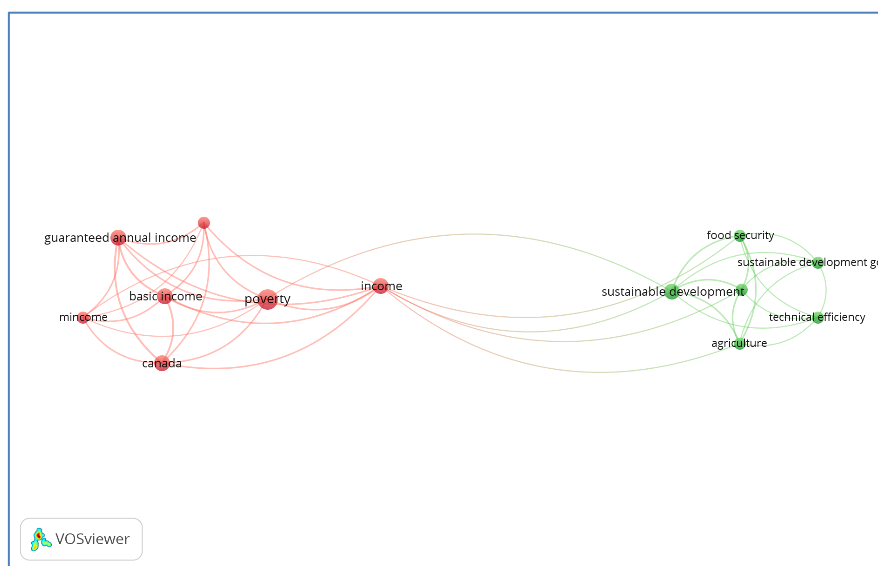 food security
guaranteed annual income
sustainable development go
income
sustainable development
basic income
poverty
mincome
technical efficiency
agriculture
canada
VOSviewer